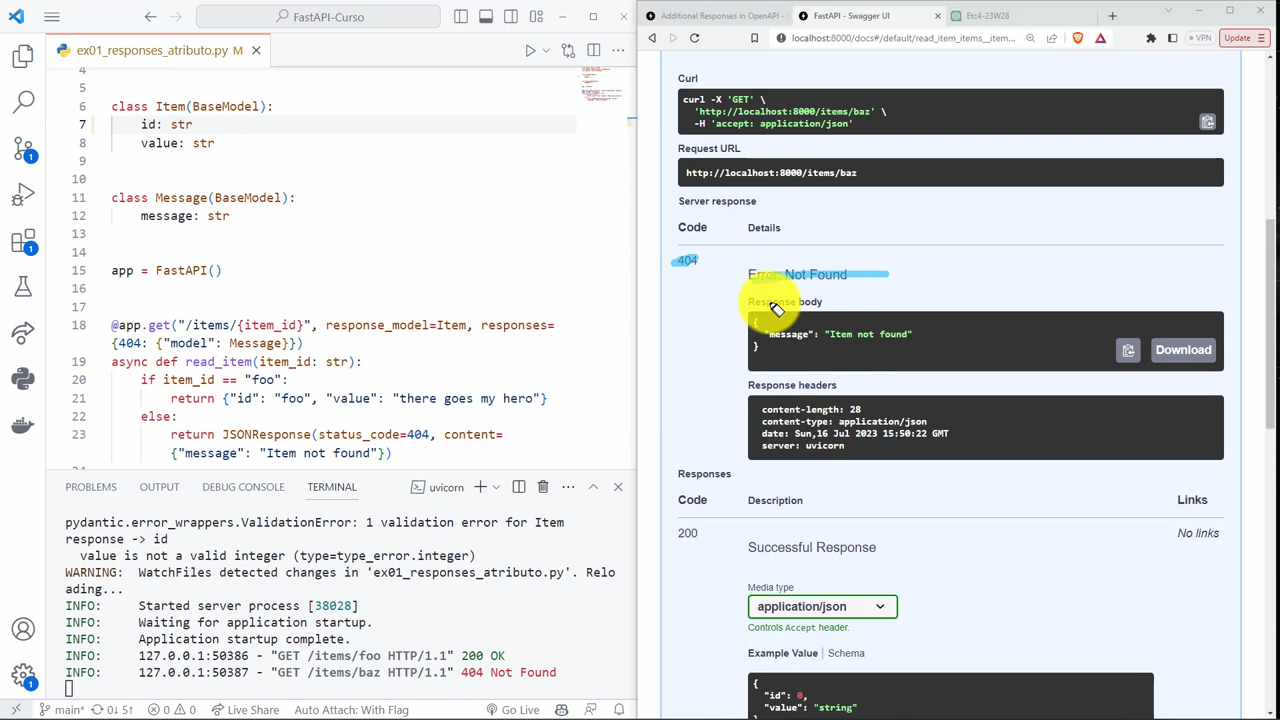 FastAPI-Curso
ex01_responses_atributo.py M
4
5
6 class Item(BaseModel):
7 id: str
8 value: str
9
10
11 class Message(BaseModel):
12 message: str
13
14
15 app = FastAPI()
16
17
18 @app.get("/items/{item_id}", response_model=Item, responses=
{404: {"model": Message}})
19 async def read_item(item_id: str):
20 if item_id == "foo":
21 return {"id": "foo", "value": "there goes my hero"}
22 else:
23 return JSONResponse(status_code=404, content=
{"message": "Item not found"})
1
1
1
PROBLEMS OUTPUT DEBUG CONSOLE TERMINAL uvicorn
pydantic.error_wrappers.ValidationError: 1 validation error for Item
response -> id
value is not a valid integer (type=type_error.integer)
WARNING: WatchFiles detected changes in 'ex01_responses_atributo.py'. Relo
ading...
INFO: Started server process [38028]
INFO: Waiting for application startup.
INFO: Application startup complete.
INFO: 127.0.0.1:50386 - "GET /items/foo HTTP/1.1" 200 OK
INFO: 127.0.0.1:50387 - "GET /items/baz HTTP/1.1" 404 Not Found
main* 0↓ 5↑ 0 0 Live Share Auto Attach: With Flag Go Live
Additional Responses in OpenAPI - FastAPI - Swagger UI Etc4-23W28
localhost:8000/docs#/default/read_item_items__item... VPN Update
Curl
curl -X 'GET' \
'http://localhost:8000/items/baz' \
-H 'accept: application/json'
Request URL
http://localhost:8000/items/baz
Server response
Code Details
404
Error: Not Found
Response body
{
"message": "Item not found"
}
Download
Response headers
content-length: 28
content-type: application/json
date: Sun,16 Jul 2023 15:50:22 GMT
server: uvicorn
Responses
Code Description Links
200 No links
Successful Response
Media type
application/json
Controls Accept header.
Example Value | Schema
{
"id": 0,
"value": "string"